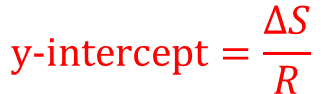 y-intercept = ΔS/R